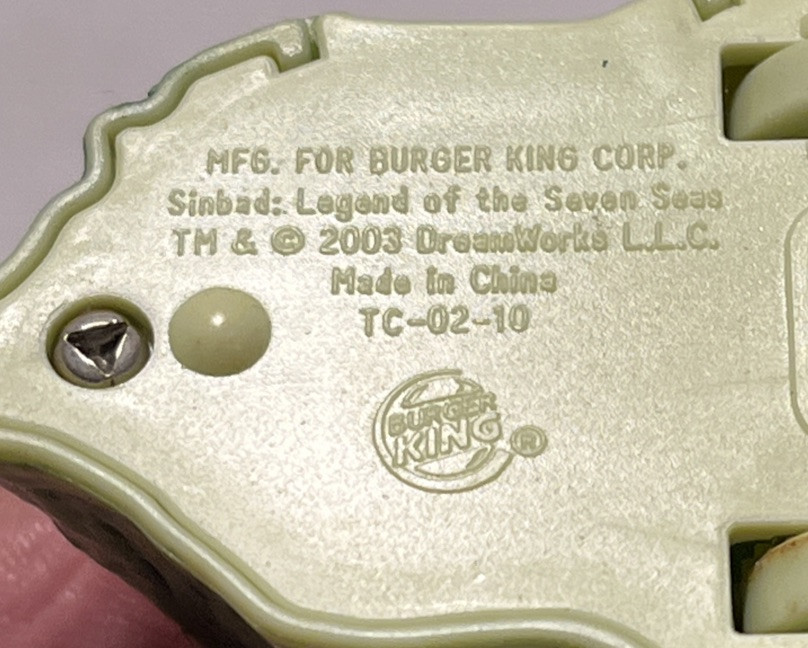 MFG. FOR BURGER KING CORP.
Sinbad: Legend of the Seven Seas
TM & © 2003 DreamWorks L.L.C.
Made in China
TC-02-10
BURGER
KING ®